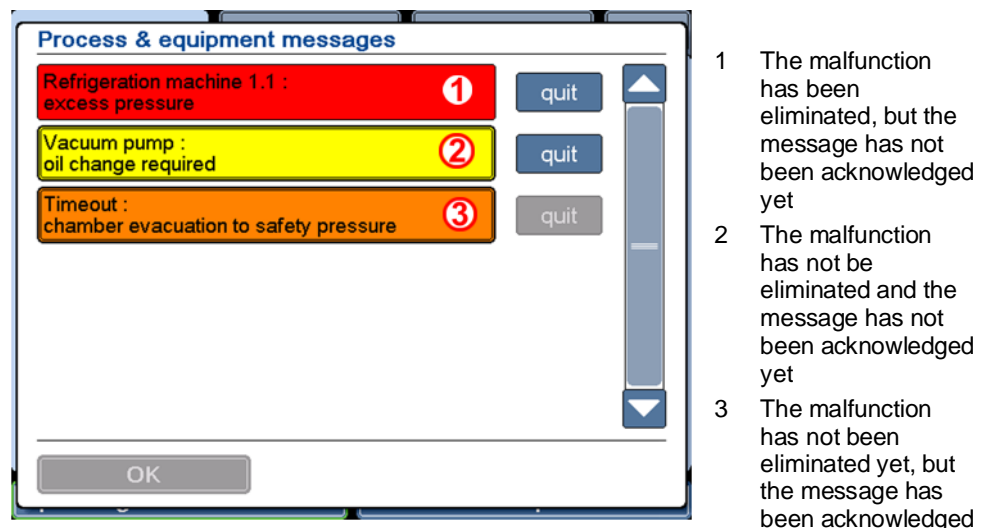 Process & equipment messages
Refrigeration machine 1.1 :
excess pressure
1
quit
Vacuum pump :
oil change required
2
quit
Timeout :
chamber evacuation to safety pressure
3
quit
OK
1 The malfunction
has been
eliminated, but the
message has not
been acknowledged
yet
2 The malfunction
has not be
eliminated and the
message has not
been acknowledged
yet
3 The malfunction
has not been
eliminated yet, but
the message has
been acknowledged